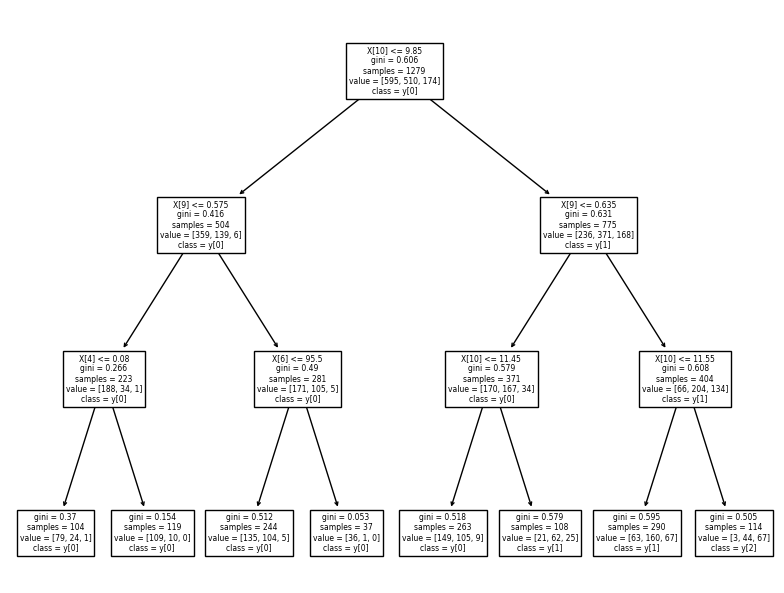 X[10] <= 9.85
gini = 0.606
samples = 1279
value = [595, 510, 174]
class = y[0]
X[9] <= 0.575
gini = 0.416
samples = 504
value = [359, 139, 6]
class = y[0]
X[9] <= 0.635
gini = 0.631
samples = 775
value = [236, 371, 168]
class = y[1]
X[4] <= 0.08
gini = 0.266
samples = 223
value = [188, 34, 1]
class = y[0]
X[6] <= 95.5
gini = 0.49
samples = 281
value = [171, 105, 5]
class = y[0]
X[10] <= 11.45
gini = 0.579
samples = 371
value = [170, 167, 34]
class = y[0]
X[10] <= 11.55
gini = 0.608
samples = 404
value = [66, 204, 134]
class = y[1]
gini = 0.37
samples = 104
value = [79, 24, 1]
class = y[0]
gini = 0.154
samples = 119
value = [109, 10, 0]
class = y[0]
gini = 0.512
samples = 244
value = [135, 104, 5]
class = y[0]
gini = 0.053
samples = 37
value = [36, 1, 0]
class = y[0]
gini = 0.518
samples = 263
value = [149, 105, 9]
class = y[0]
gini = 0.579
samples = 108
value = [21, 62, 25]
class = y[1]
gini = 0.595
samples = 290
value = [63, 160, 67]
class = y[1]
gini = 0.505
samples = 114
value = [3, 44, 67]
class = y[2]